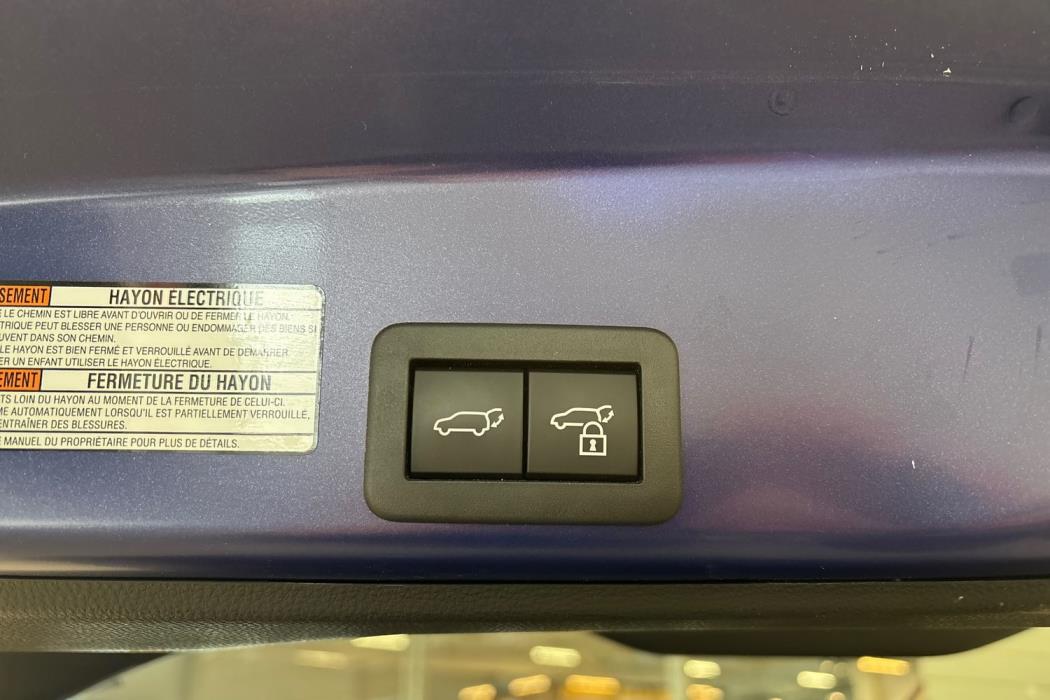 SEMENT HAYON ÉLECTRIQUE
LE CHEMIN EST LIBRE AVANT D'OUVRIR OU DE FERMER LE HAYON.
TRIQUE PEUT BLESSER UNE PERSONNE OU ENDOMMAGER DES BIENS SI
UVENT DANS SON CHEMIN.
LE HAYON EST BIEN FERMÉ ET VERROUILLÉ AVANT DE DÉMARRER.
ER UN ENFANT UTILISER LE HAYON ÉLECTRIQUE.
EMENT FERMETURE DU HAYON
TS LOIN DU HAYON AU MOMENT DE LA FERMETURE DE CELUI-CI.
ME AUTOMATIQUEMENT LORSQU'IL EST PARTIELLEMENT VERROUILLÉ,
ENTRAÎNER DES BLESSURES.
E MANUEL DU PROPRIÉTAIRE POUR PLUS DE DÉTAILS.